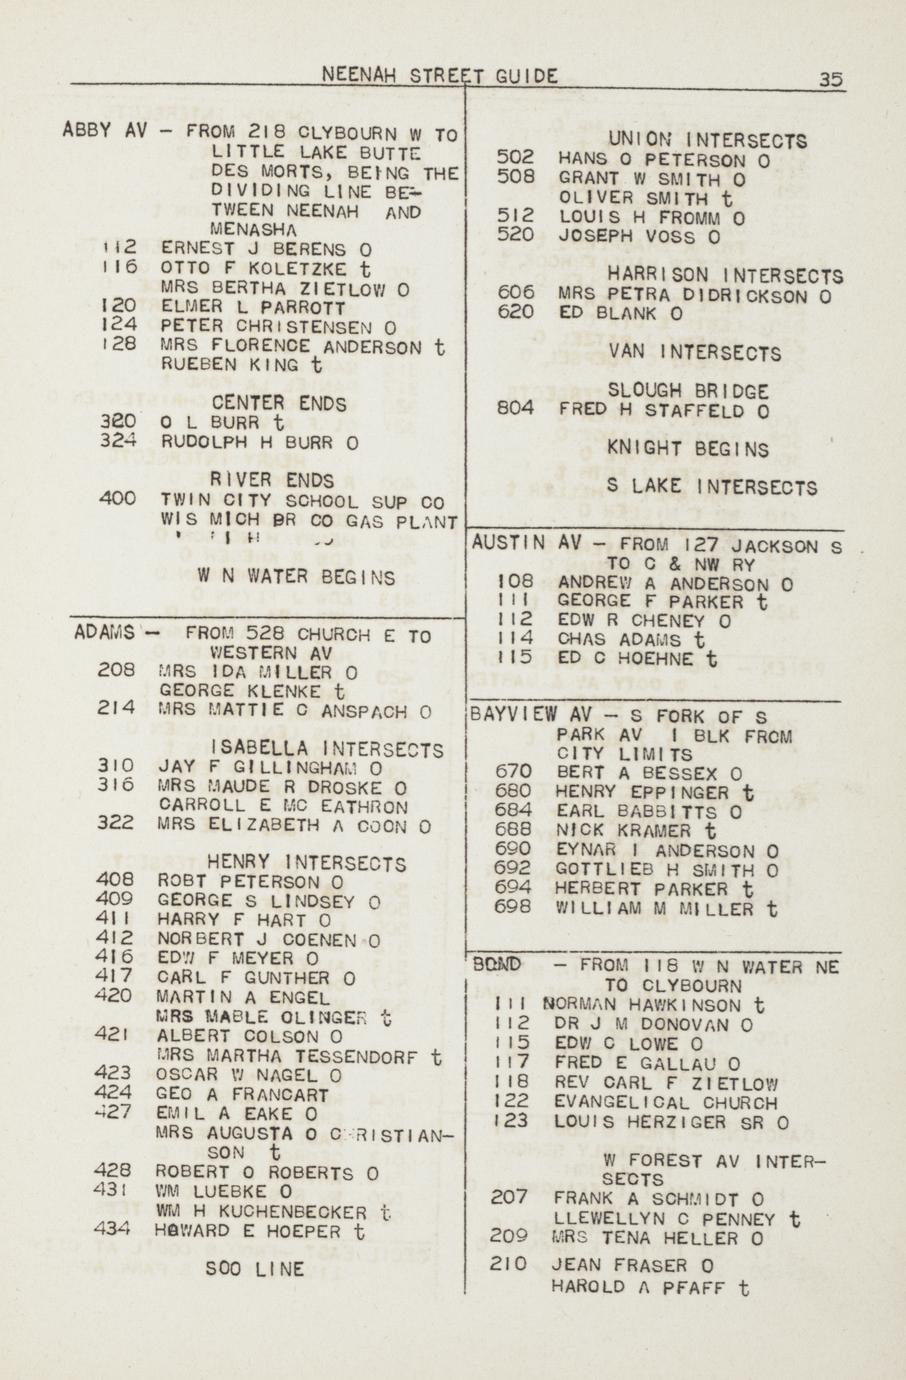 NEENAH STREET GUIDE 35
ABBY AV – FROM 218 CLYBOURN W TO
LITTLE LAKE BUTTE
DES MORTS, BEING THE
DIVIDING LINE BE-
TWEEN NEENAH AND
MENASHA
112 ERNEST J BERENS O
116 OTTO F KOLETZKE t
MRS BERTHA ZIETLOW O
120 ELMER L PARROTT
124 PETER CHRISTENSEN O
128 MRS FLORENCE ANDERSON t
RUEBEN KING t
CENTER ENDS
320 O L BURR t
324 RUDOLPH H BURR O
RIVER ENDS
400 TWIN CITY SCHOOL SUP CO
WIS MICH PR CO GAS PLANT
W N WATER BEGINS
ADAMS – FROM 528 CHURCH E TO
WESTERN AV
208 MRS IDA MILLER O
GEORGE KLENKE t
214 MRS MATTIE C ANSPACH O
ISABELLA INTERSECTS
310 JAY F GILLINGHAM O
316 MRS MAUDE R DROSKE O
CARROLL E MC EATHRON
322 MRS ELIZABETH A COON O
HENRY INTERSECTS
408 ROBT PETERSON O
409 GEORGE S LINDSEY O
411 HARRY F HART O
412 NORBERT J COENEN O
416 EDW F MEYER O
417 CARL F GUNTHER O
420 MARTIN A ENGEL
MRS MABLE OLINGER t
421 ALBERT COLSON O
MRS MARTHA TESSENDORF t
423 OSCAR W NAGEL O
424 GEO A FRANCART
427 EMIL A EAKE O
MRS AUGUSTA O CHRISTIAN-
SON t
428 ROBERT O ROBERTS O
431 WM LUEBKE O
WM H KUCHENBECKER t
434 HOWARD E HOEPER t
SOO LINE
UNION INTERSECTS
502 HANS O PETERSON O
508 GRANT W SMITH O
OLIVER SMITH t
512 LOUIS H FROMM O
520 JOSEPH VOSS O
HARRISON INTERSECTS
606 MRS PETRA DIDRICKSON O
620 ED BLANK O
VAN INTERSECTS
SLOUGH BRIDGE
804 FRED H STAFFELD O
KNIGHT BEGINS
S LAKE INTERSECTS
AUSTIN AV – FROM 127 JACKSON S
TO C & NW RY
108 ANDREW A ANDERSON O
111 GEORGE F PARKER t
112 EDW R CHENEY O
114 CHAS ADAMS t
115 ED C HOEHNE t
BAYVIEW AV – S FORK OF S
PARK AV 1 BLK FROM
CITY LIMITS
670 BERT A BESSEX O
680 HENRY EPPINGER t
684 EARL BABBITTS O
688 NICK KRAMER t
690 EYNAR I ANDERSON O
692 GOTTLIEB H SMITH O
694 HERBERT PARKER t
698 WILLIAM M MILLER t
BOND – FROM 118 W N WATER NE
TO CLYBOURN
111 NORMAN HAWKINSON t
112 DR J M DONOVAN O
115 EDW C LOWE O
117 FRED E GALLAU O
118 REV CARL F ZIETLOW
122 EVANGELICAL CHURCH
123 LOUIS HERZIGER SR O
W FOREST AV INTER-
SECTS
207 FRANK A SCHMIDT O
LLEWELLYN C PENNEY t
209 MRS TENA HELLER O
210 JEAN FRASER O
HAROLD A PFAFF t